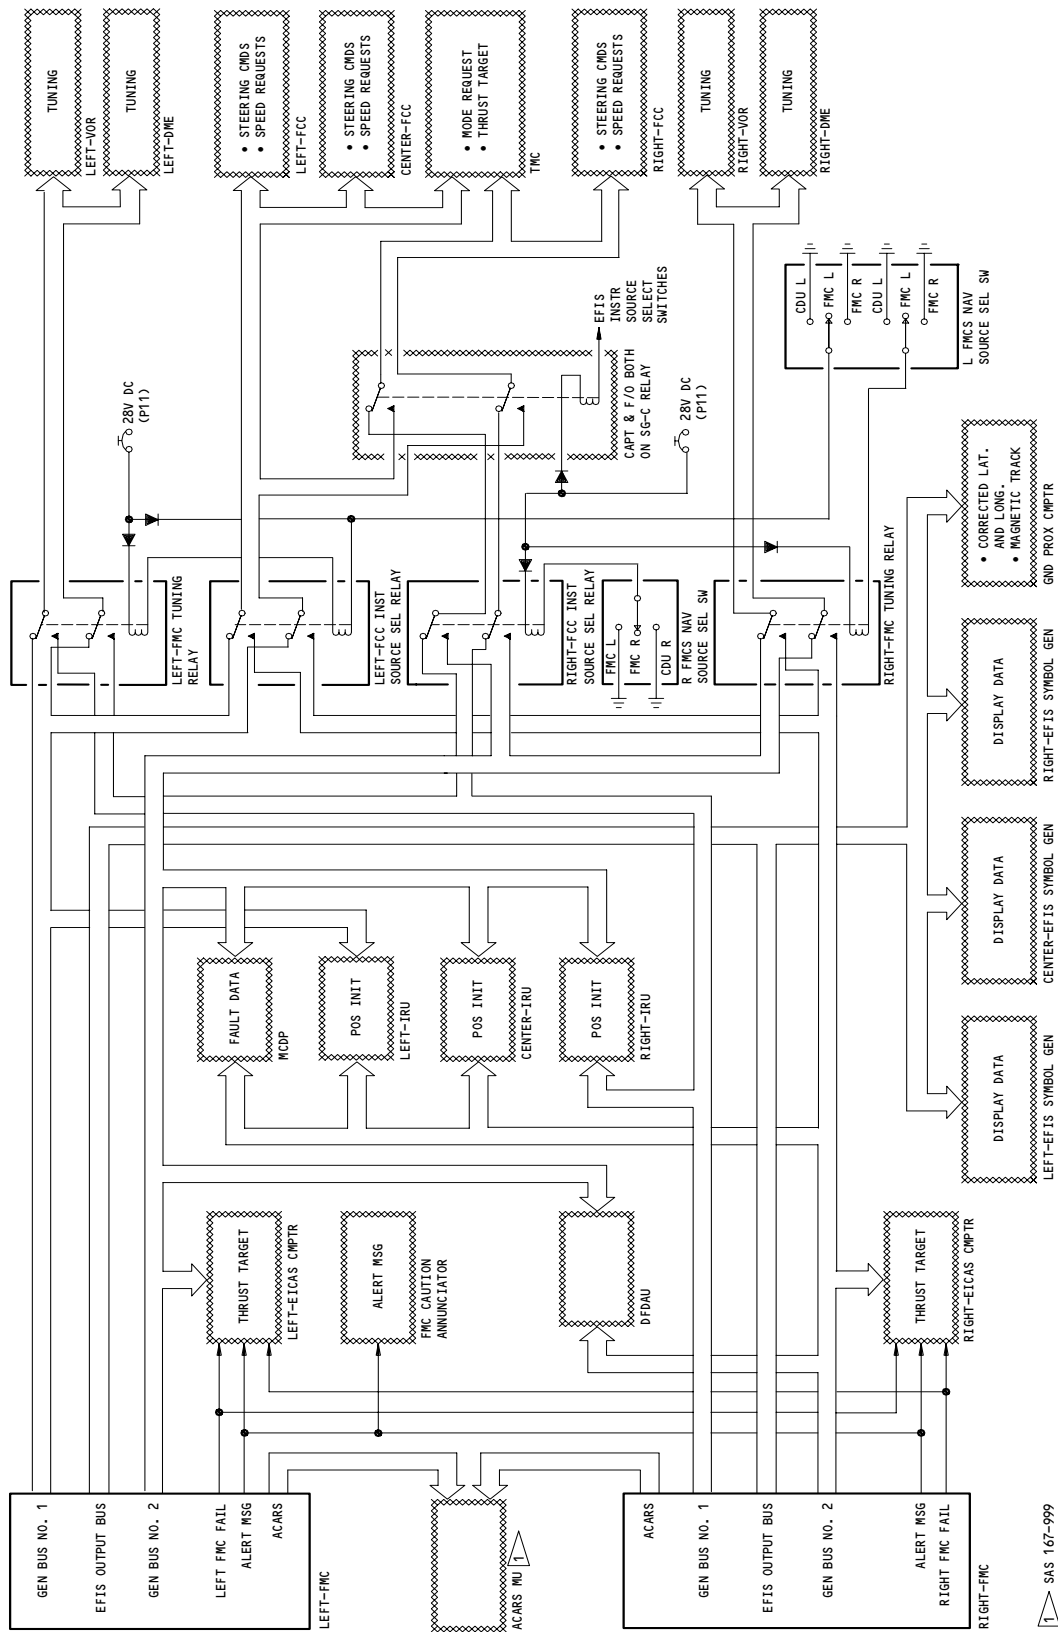 GEN BUS NO. 1
EFIS OUTPUT BUS
GEN BUS NO. 2
LEFT FMC FAIL
ALERT MSG
ACARS
LEFT-FMC
ACARS MU
1
ACARS
GEN BUS NO. 1
EFIS OUTPUT BUS
GEN BUS NO. 2
ALERT MSG
RIGHT FMC FAIL
RIGHT-FMC
1
SAS 167-999
THRUST TARGET
LEFT-EICAS CMPTR
ALERT MSG
FMC CAUTION
ANNUNCIATOR
DFDAU
THRUST TARGET
RIGHT-EICAS CMPTR
FAULT DATA
MCDP
POS INIT
LEFT-IRU
POS INIT
CENTER-IRU
POS INIT
RIGHT-IRU
DISPLAY DATA
LEFT-EFIS SYMBOL GEN
DISPLAY DATA
CENTER-EFIS SYMBOL GEN
DISPLAY DATA
RIGHT-EFIS SYMBOL GEN
• CORRECTED LAT.
AND LONG.
• MAGNETIC TRACK
GND PROX CMPTR
LEFT-FMC TUNING
RELAY
LEFT-FCC INST
SOURCE SEL RELAY
RIGHT-FCC INST
SOURCE SEL RELAY
FMC L
FMC R
CDU R
R FMCS NAV
SOURCE SEL SW
RIGHT-FMC TUNING RELAY
28V DC
(P11)
CAPT & F/O BOTH
ON SG-C RELAY
EFIS
INSTR
SOURCE
SELECT
SWITCHES
28V DC
(P11)
CDU L
FMC L
FMC R
CDU L
FMC L
FMC R
L FMCS NAV
SOURCE SEL SW
TUNING
LEFT-VOR
TUNING
LEFT-DME
• STEERING CMDS
• SPEED REQUESTS
LEFT-FCC
• STEERING CMDS
• SPEED REQUESTS
CENTER-FCC
• MODE REQUEST
• THRUST TARGET
TMC
• STEERING CMDS
• SPEED REQUESTS
RIGHT-FCC
TUNING
RIGHT-VOR
TUNING
RIGHT-DME